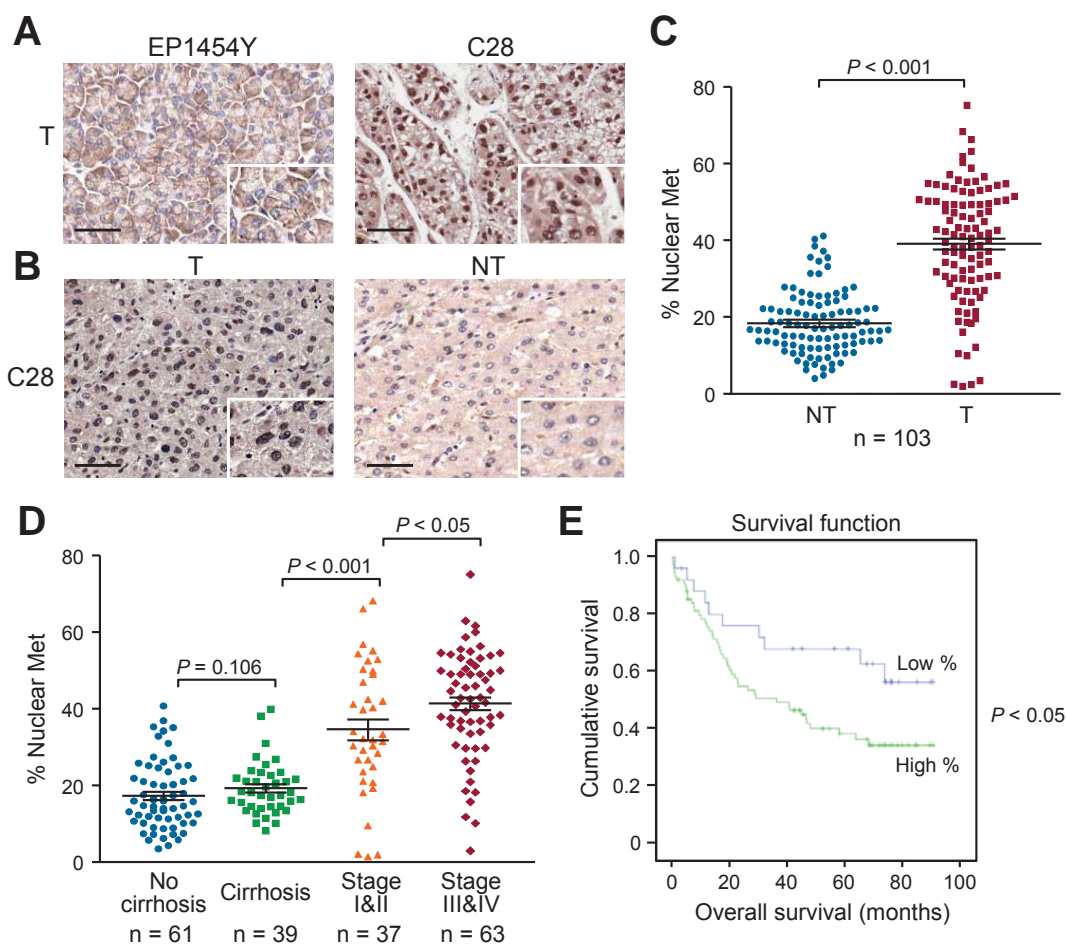 A
EP1454Y
C28
T
B
T
NT
C28
C
P < 0.001
% Nuclear Met
80
60
40
20
0
NT
T
n = 103
D
P < 0.05
P < 0.001
P = 0.106
% Nuclear Met
80
60
40
20
0
No
cirrhosis
Cirrhosis
Stage
I&II
Stage
III&IV
n = 61
n = 39
n = 37
n = 63
E
Survival function
Cumulative survival
1.0
0.8
0.6
0.4
0.2
0.0
Low %
High %
P < 0.05
0
20
40
60
80
100
Overall survival (months)